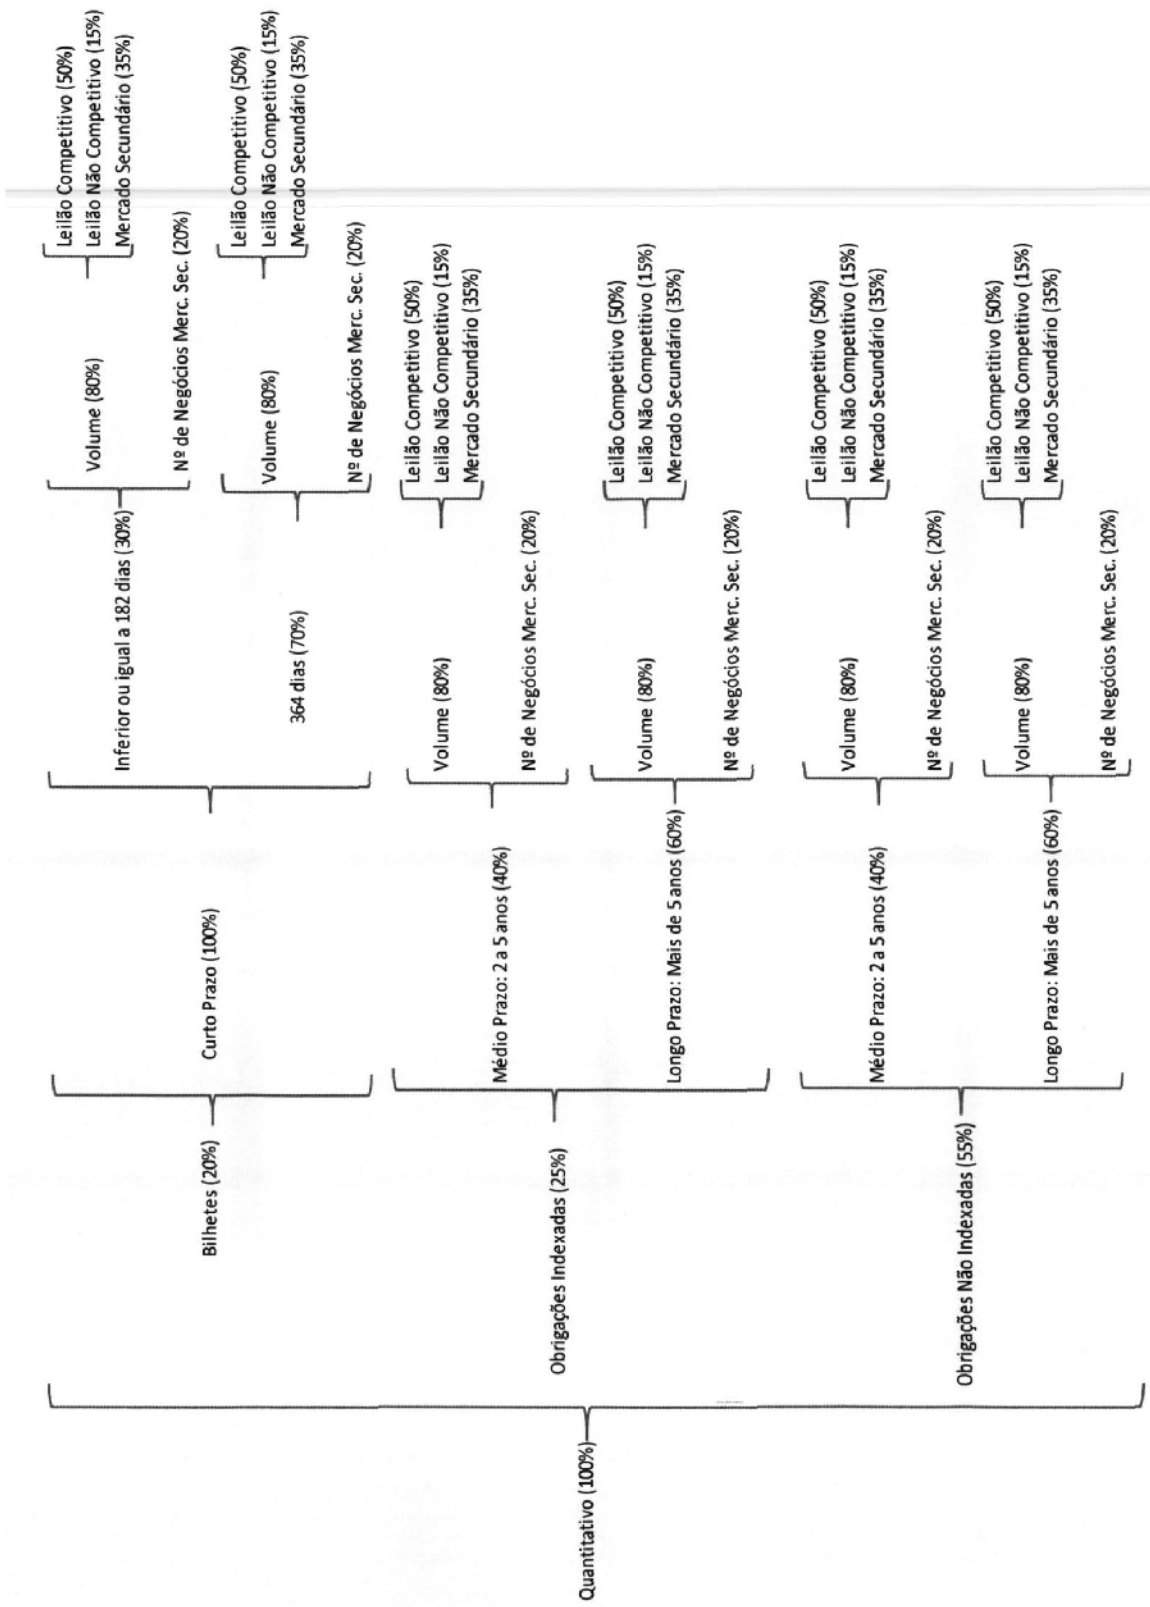 Quantitativo (100%)
Bilhetes (20%)
Curto Prazo (100%)
Inferior ou igual a 182 dias (30%)
Volume (80%)
Leilão Competitivo (50%)
Leilão Não Competitivo (15%)
Mercado Secundário (35%)
Nº de Negócios Merc. Sec. (20%)
364 dias (70%)
Volume (80%)
Leilão Competitivo (50%)
Leilão Não Competitivo (15%)
Mercado Secundário (35%)
Nº de Negócios Merc. Sec. (20%)
Obrigações Indexadas (25%)
Médio Prazo: 2 a 5 anos (40%)
Volume (80%)
Leilão Competitivo (50%)
Leilão Não Competitivo (15%)
Mercado Secundário (35%)
Nº de Negócios Merc. Sec. (20%)
Longo Prazo: Mais de 5 anos (60%)
Volume (80%)
Leilão Competitivo (50%)
Leilão Não Competitivo (15%)
Mercado Secundário (35%)
Nº de Negócios Merc. Sec. (20%)
Obrigações Não Indexadas (55%)
Médio Prazo: 2 a 5 anos (40%)
Volume (80%)
Leilão Competitivo (50%)
Leilão Não Competitivo (15%)
Mercado Secundário (35%)
Nº de Negócios Merc. Sec. (20%)
Longo Prazo: Mais de 5 anos (60%)
Volume (80%)
Leilão Competitivo (50%)
Leilão Não Competitivo (15%)
Mercado Secundário (35%)
Nº de Negócios Merc. Sec. (20%)